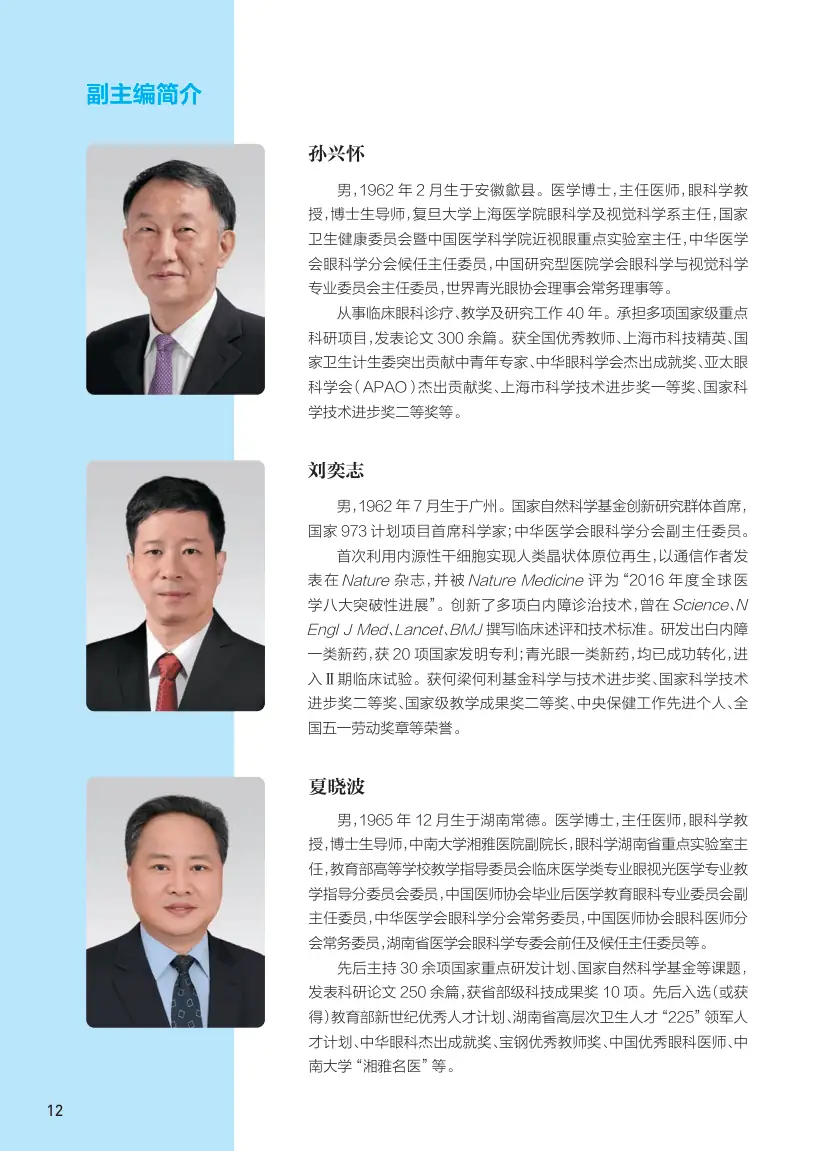 副主编简介
孙兴怀
男,1962 年 2 月生于安徽歙县。医学博士,主任医师,眼科学教
授,博士生导师,复旦大学上海医学院眼科学及视觉科学系主任,国家
卫生健康委员会暨中国医学科学院近视眼重点实验室主任,中华医学
会眼科学分会候任主任委员,中国研究型医院学会眼科学与视觉科学
专业委员会主任委员,世界青光眼协会理事会常务理事等。
从事临床眼科诊疗、教学及研究工作 40 年。承担多项国家级重点
科研项目,发表论文 300 余篇。获全国优秀教师、上海市科技精英、国
家卫生计生委突出贡献中青年专家、中华眼科学会杰出成就奖、亚太眼
科学会(APAO)杰出贡献奖、上海市科学技术进步奖一等奖、国家科
学技术进步奖二等奖等。
刘奕志
男,1962 年 7 月生于广州。国家自然科学基金创新研究群体首席,
国家 973 计划项目首席科学家;中华医学会眼科学分会副主任委员。
首次利用内源性干细胞实现人类晶状体原位再生,以通信作者发
表在 Nature 杂志,并被 Nature Medicine 评为“2016 年度全球医
学八大突破性进展”。创新了多项白内障诊治技术,曾在 Science、N
Engl J Med、Lancet、BMJ 撰写临床述评和技术标准。研发出白内障
一类新药,获 20 项国家发明专利;青光眼一类新药,均已成功转化,进
入Ⅱ期临床试验。获何梁何利基金科学与技术进步奖、国家科学技术
进步奖二等奖、国家级教学成果奖二等奖、中央保健工作先进个人、全
国五一劳动奖章等荣誉。
夏晓波
男,1965 年 12 月生于湖南常德。医学博士,主任医师,眼科学教
授,博士生导师,中南大学湘雅医院副院长,眼科学湖南省重点实验室主
任,教育部高等学校教学指导委员会临床医学类专业眼视光医学专业教
学指导分委员会委员,中国医师协会毕业后医学教育眼科专业委员会副
主任委员,中华医学会眼科学分会常务委员,中国医师协会眼科医师分
会常务委员,湖南省医学会眼科学专委会前任及候任主任委员等。
先后主持 30 余项国家重点研发计划、国家自然科学基金等课题,
发表科研论文 250 余篇,获省部级科技成果奖 10 项。先后入选(或获
得)教育部新世纪优秀人才计划、湖南省高层次卫生人才“225”领军人
才计划、中华眼科杰出成就奖、宝钢优秀教师奖、中国优秀眼科医师、中
南大学“湘雅名医”等。
12